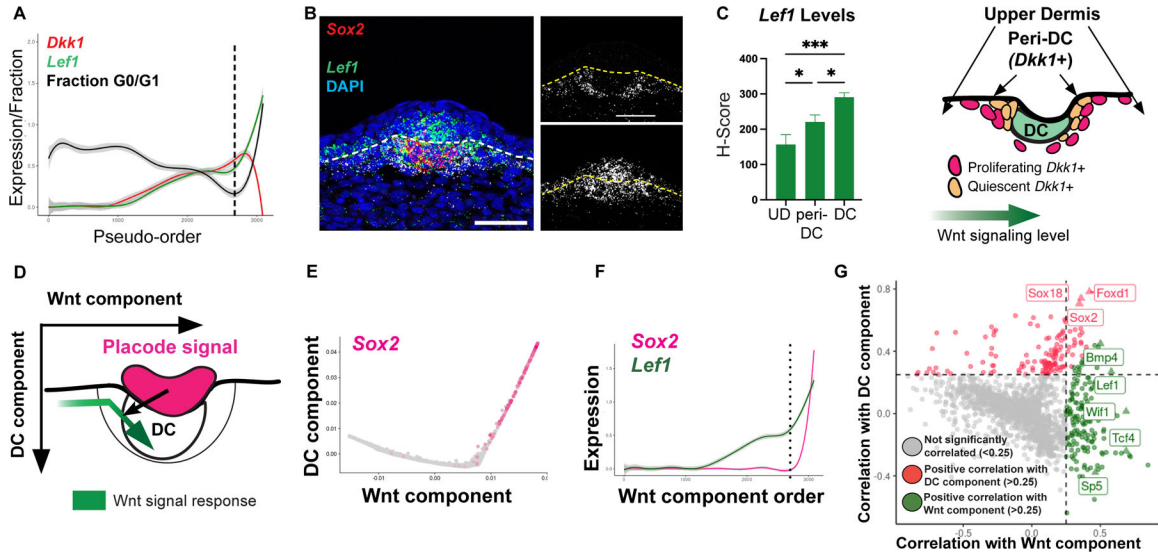 A
Dkk1
Lef1
Fraction G0/G1
Expression/Fraction
2.0
1.5
1.0
0.5
0.0
0
1000
2000
3000
Pseudo-order
B
Sox2
Lef1
DAPI
C
Lef1 Levels
H-Score
400
300
200
100
0
***
*
*
UD
peri-
DC
DC
Upper Dermis
Peri-DC
(Dkk1+)
DC
Proliferating Dkk1+
Quiescent Dkk1+
Wnt signaling level
D
Wnt component
DC component
Placode signal
DC
Wnt signal response
E
Sox2
DC component
0.04
0.03
0.02
0.01
0.00
-0.01
0.00
0.01
Wnt component
F
Sox2
Lef1
Expression
0
1000
2000
3000
Wnt component order
G
Correlation with DC component
0.8
0.4
0.0
-0.4
Sox18
Foxd1
Sox2
Bmp4
Lef1
Wif1
Tcf4
Sp5
Not significantly
correlated (<0.25)
Positive correlation with
DC component (>0.25)
Positive correlation with
Wnt component (>0.25)
-0.5
0.0
0.5
Correlation with Wnt component